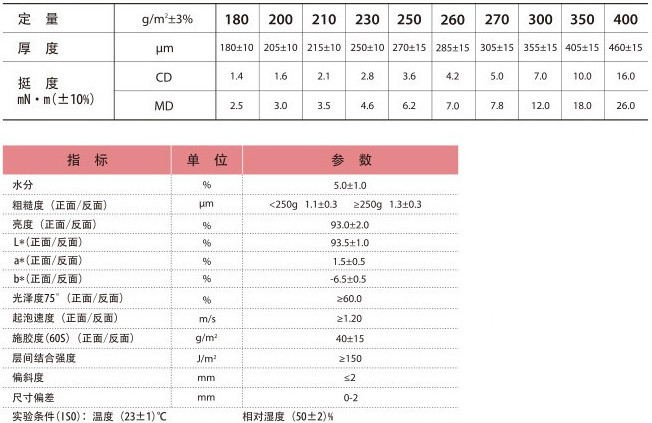 定 量 g/m²±3% 180 200 210 230 250 260 270 300 350 400
厚 度 μm 180±10 205±10 215±10 250±10 270±15 285±15 305±15 355±15 405±15 460±15
挺 度 mN·m(±10%) CD 1.4 1.6 2.1 2.8 3.6 4.2 5.0 7.0 10.0 16.0
MD 2.5 3.0 3.5 4.6 6.2 7.0 7.8 12.0 18.0 26.0
指 标 单 位 参 数
水分 % 5.0±1.0
粗糙度（正面/反面） μm <250g 1.1±0.3 ≥250g 1.3±0.3
亮度（正面/反面） % 93.0±2.0
L*(正面/反面) % 93.5±1.0
a*(正面/反面) % 1.5±0.5
b*(正面/反面) % -6.5±0.5
光泽度75°（正面/反面） % ≥60.0
起泡速度（正面/反面） m/s ≥1.20
施胶度(60S)（正面/反面） g/m² 40±15
层间结合强度 J/m² ≥150
偏斜度 mm ≤2
尺寸偏差 mm 0-2
实验条件(ISO)：温度（23±1)℃ 相对湿度（50±2)%